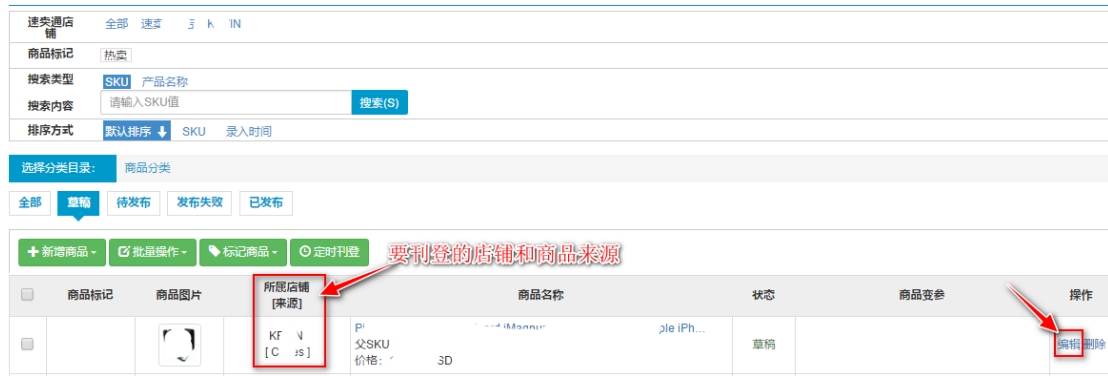 速卖通店铺 全部
商品标记 热卖
搜索类型 SKU 产品名称
搜索内容 请输入SKU值 搜索(S)
排序方式 默认排序 SKU 录入时间
选择分类目录: 商品分类
全部 草稿 待发布 发布失败 已发布
新增商品 批量操作 标记商品 定时刊登
要刊登的店铺和商品来源
商品标记 商品图片 所属店铺 [来源] 商品名称 状态 商品变参 操作
父SKU
价格:
草稿
编辑 删除